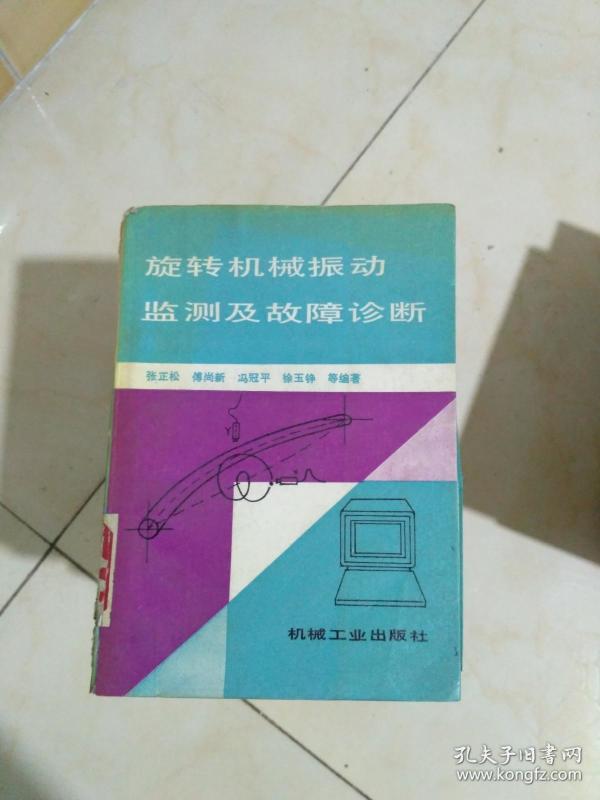 旋转机械振动
监测及故障诊断
张正松 傅尚新 冯冠平 徐玉铮 等编著
Y
机械工业出版社
孔夫子旧书网
www.kongfz.com